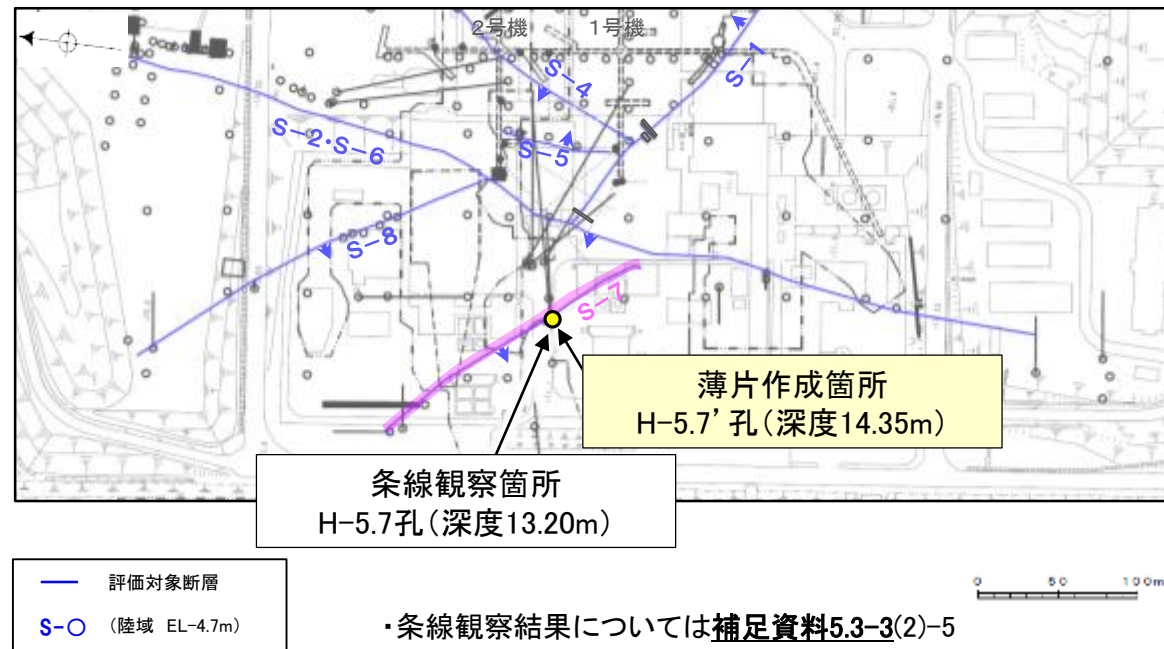 2号機
1号機
S-1
S-4
S-2・S-6
S-5
S-8
S-7
薄片作成箇所
H-5.7’孔(深度14.35m)
条線観察箇所
H-5.7孔(深度13.20m)
評価対象断層
S-○ (陸域 EL-4.7m)
0 50 100m
・条線観察結果については補足資料5.3-3(2)-5